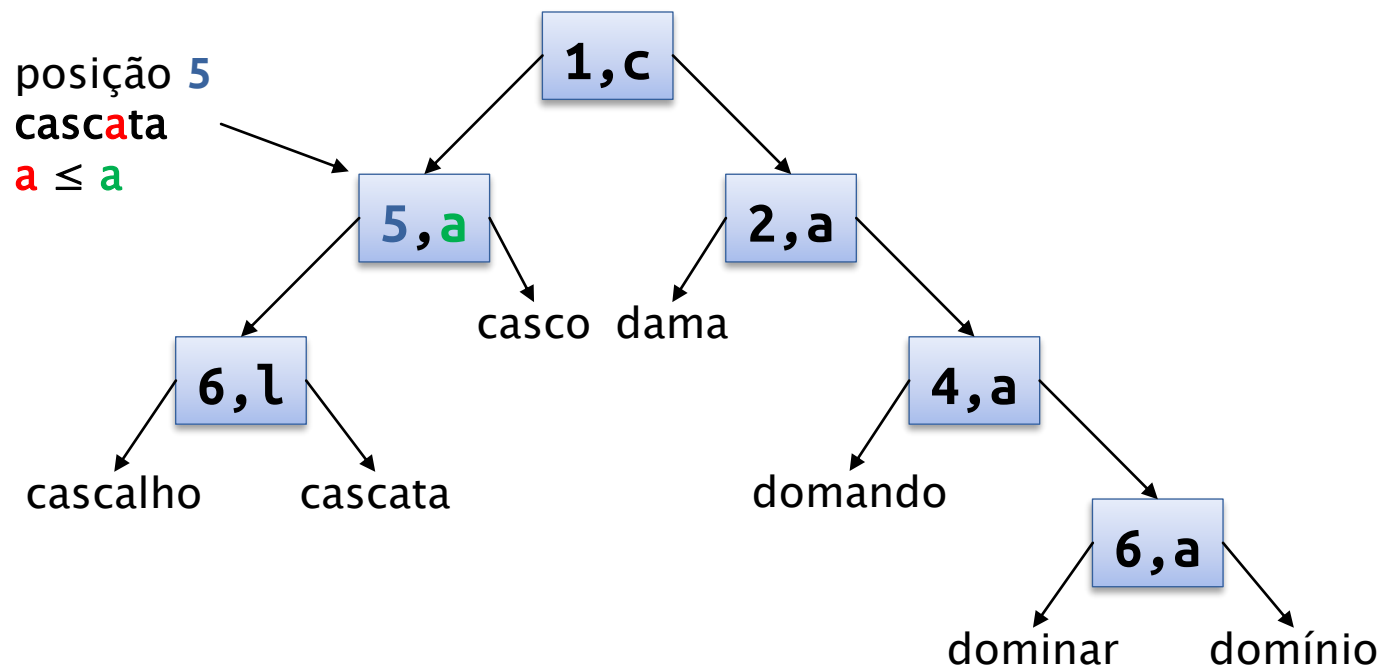 1,c
posição 5
cascata
a ≤ a
5,a
2,a
casco
dama
6,l
4,a
cascalho
cascata
domando
6,a
dominar
domínio